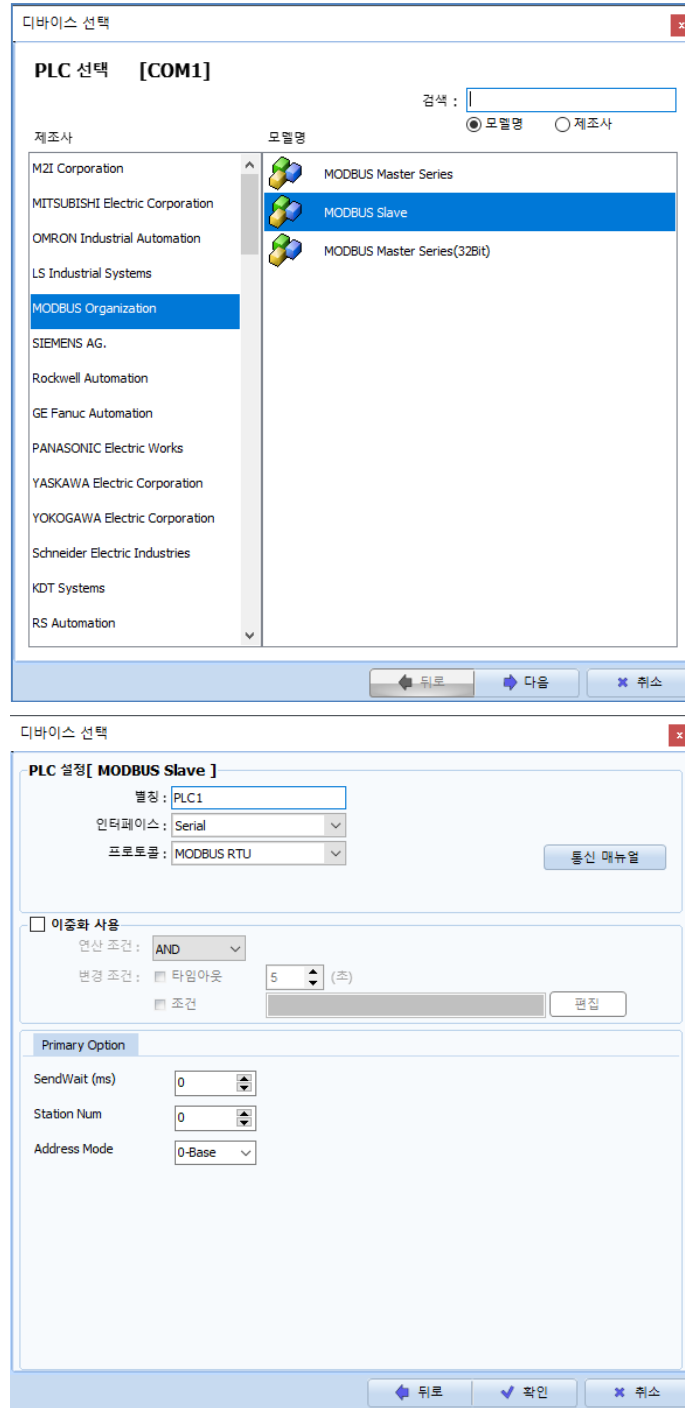 디바이스 선택
x
PLC 선택 [COM1]
검색 :
모델명 제조사
제조사 모델명
M2I Corporation
MITSUBISHI Electric Corporation
OMRON Industrial Automation
LS Industrial Systems
MODBUS Organization
SIEMENS AG.
Rockwell Automation
GE Fanuc Automation
PANASONIC Electric Works
YASKAWA Electric Corporation
YOKOGAWA Electric Corporation
Schneider Electric Industries
KDT Systems
RS Automation
MODBUS Master Series
MODBUS Slave
MODBUS Master Series(32Bit)
뒤로 다음 취소
디바이스 선택
x
PLC 설정[ MODBUS Slave ]
별칭 : PLC1
인터페이스 : Serial
프로토콜 : MODBUS RTU
통신 매뉴얼
이중화 사용
연산 조건 : AND
변경 조건 : 타임아웃 5 (초)
조건 편집
Primary Option
SendWait (ms) 0
Station Num 0
Address Mode 0-Base
뒤로 확인 취소